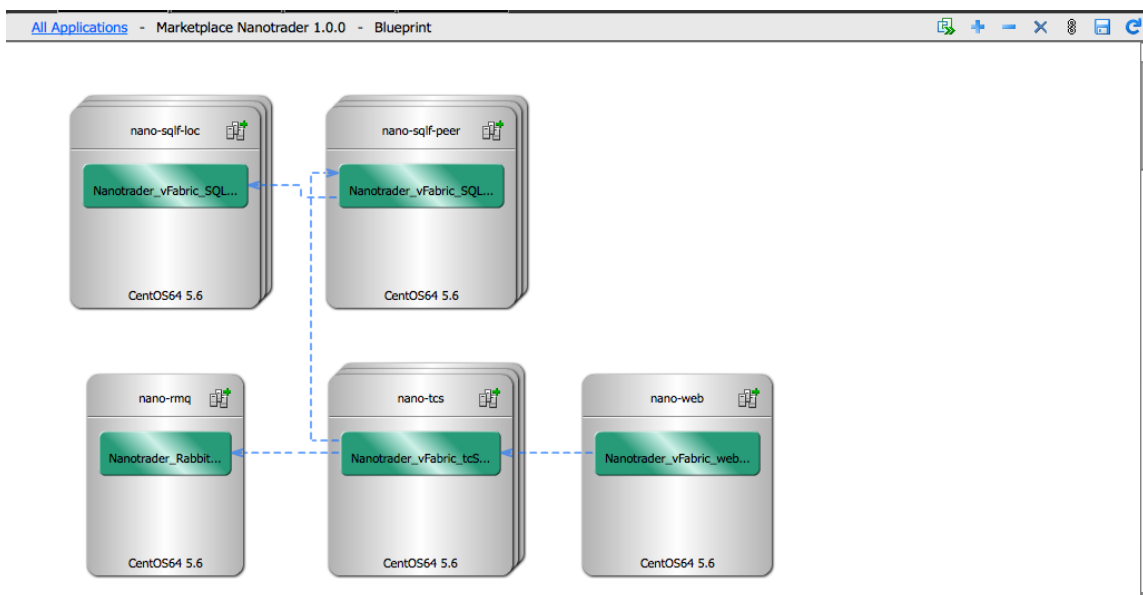 All Applications - Marketplace Nanotrader 1.0.0 - Blueprint
nano-sqlf-loc
Nanotrader_vFabric_SQL...
CentOS64 5.6
nano-sqlf-peer
Nanotrader_vFabric_SQL...
CentOS64 5.6
nano-rmq
Nanotrader_Rabbit...
CentOS64 5.6
nano-tcs
Nanotrader_vFabric_tcS...
CentOS64 5.6
nano-web
Nanotrader_vFabric_web...
CentOS64 5.6